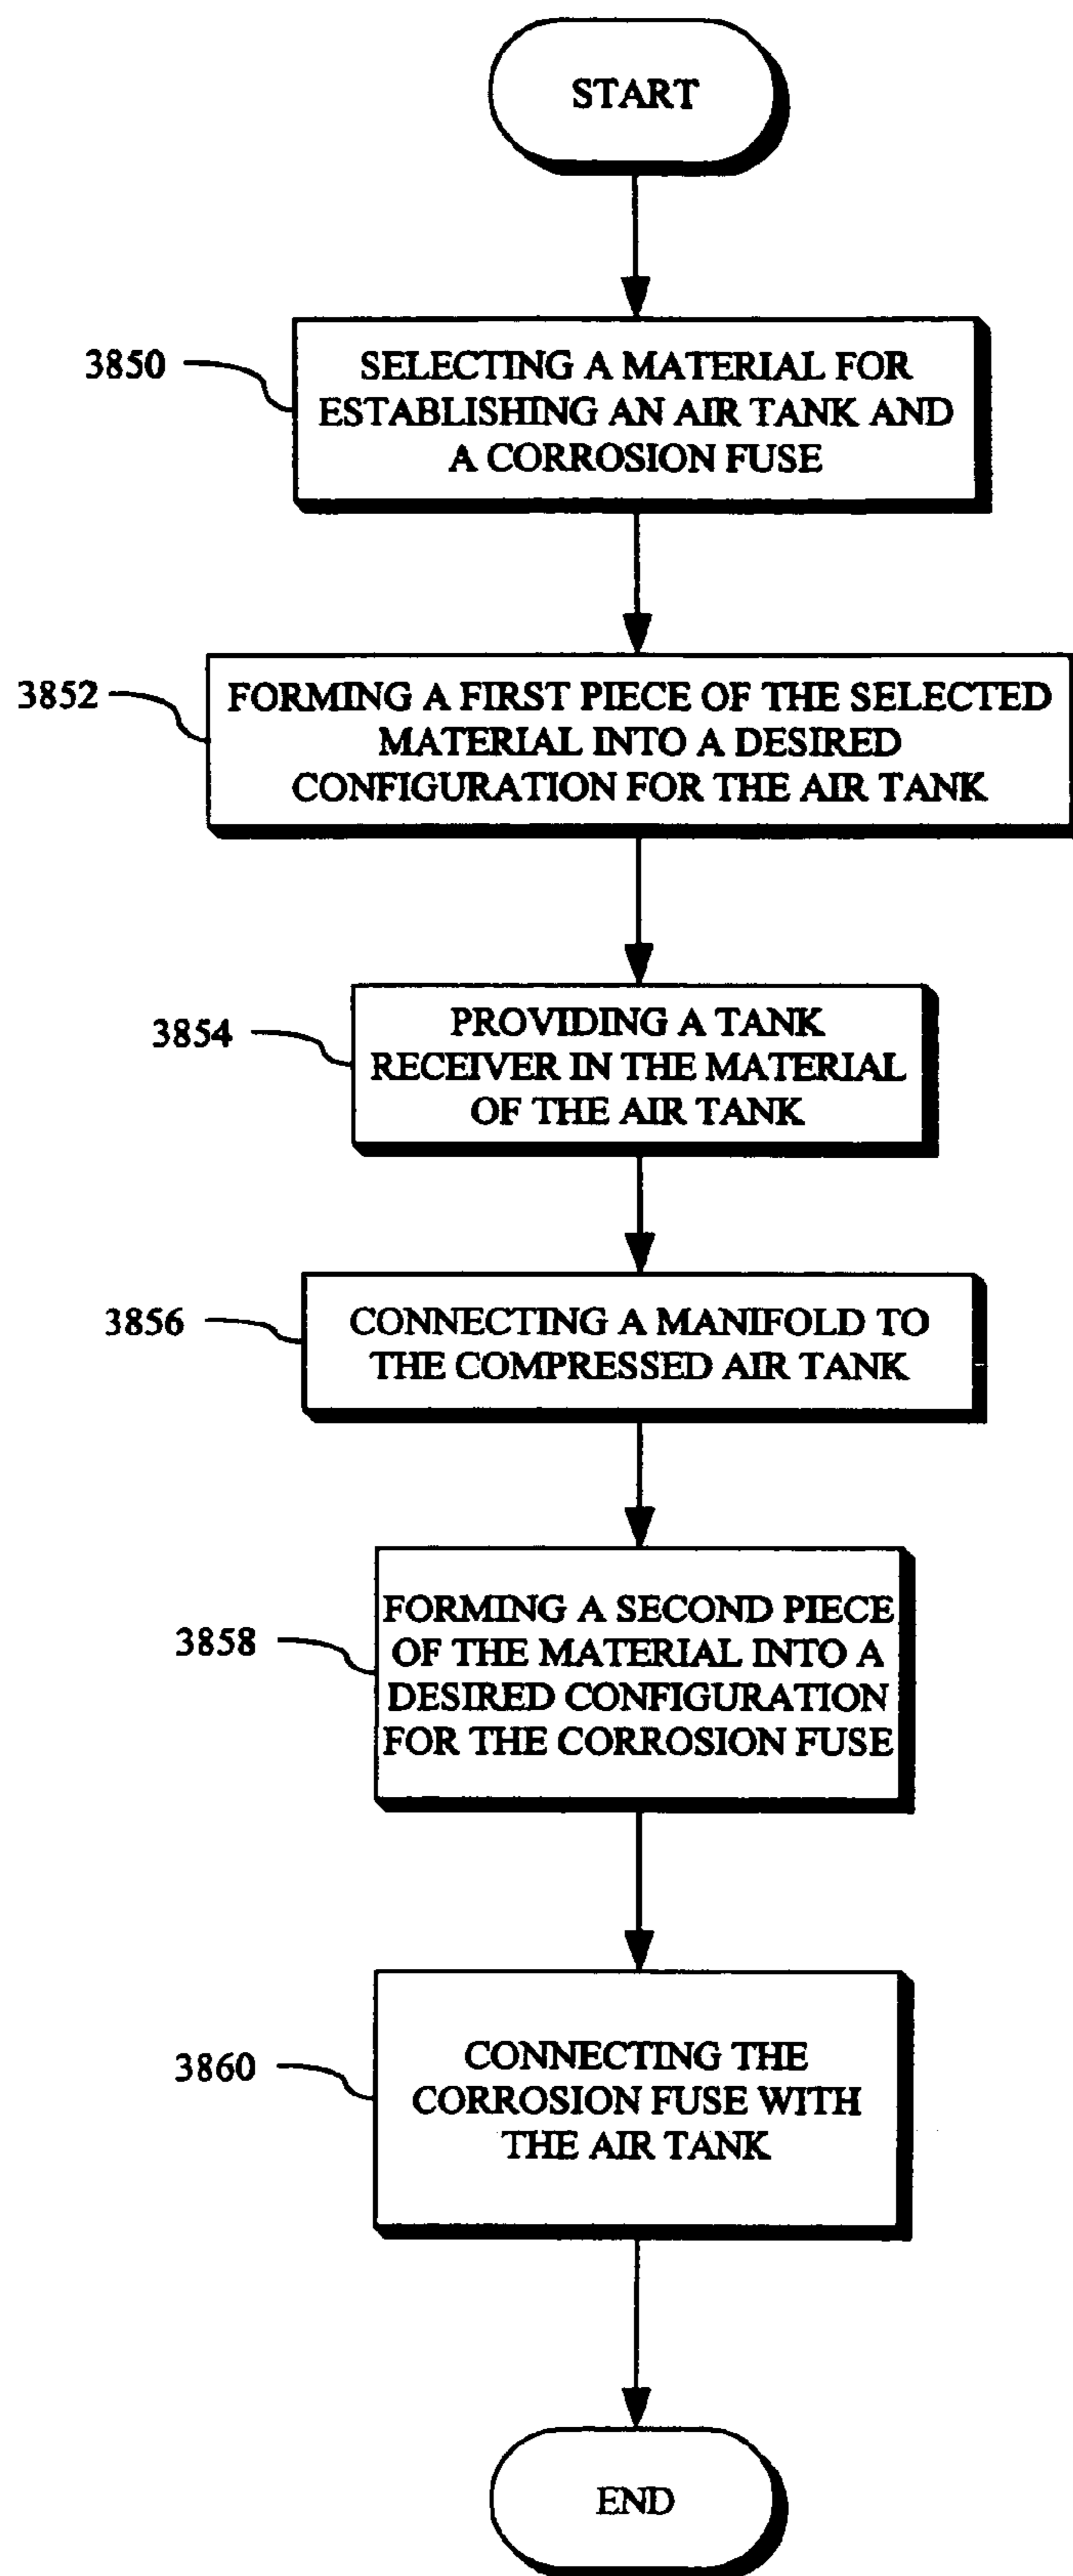 START
3850
SELECTING A MATERIAL FOR
ESTABLISHING AN AIR TANK AND
A CORROSION FUSE
3852
FORMING A FIRST PIECE OF THE SELECTED
MATERIAL INTO A DESIRED
CONFIGURATION FOR THE AIR TANK
3854
PROVIDING A TANK
RECEIVER IN THE MATERIAL
OF THE AIR TANK
3856
CONNECTING A MANIFOLD TO
THE COMPRESSED AIR TANK
3858
FORMING A SECOND PIECE
OF THE MATERIAL INTO A
DESIRED CONFIGURATION
FOR THE CORROSION FUSE
3860
CONNECTING THE
CORROSION FUSE WITH
THE AIR TANK
END